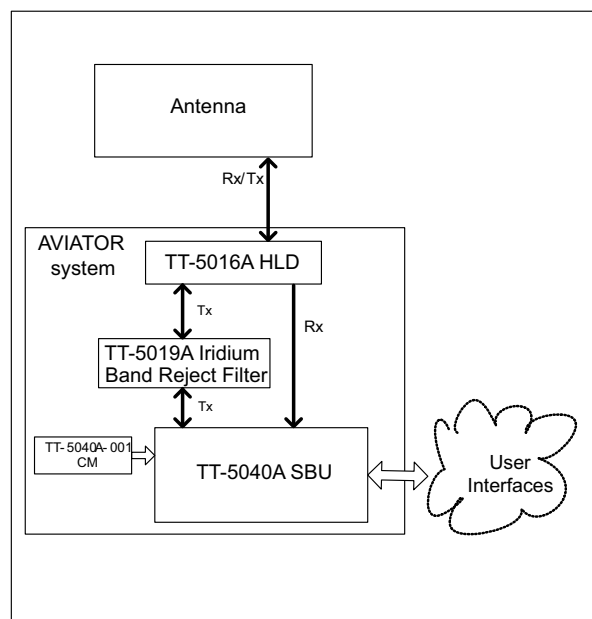 Antenna
Rx/Tx
AVIATOR
system
TT-5016A HLD
Tx
Rx
TT-5019A Iridium
Band Reject Filter
Tx
TT-5040A-001
CM
TT-5040A SBU
User
Interfaces